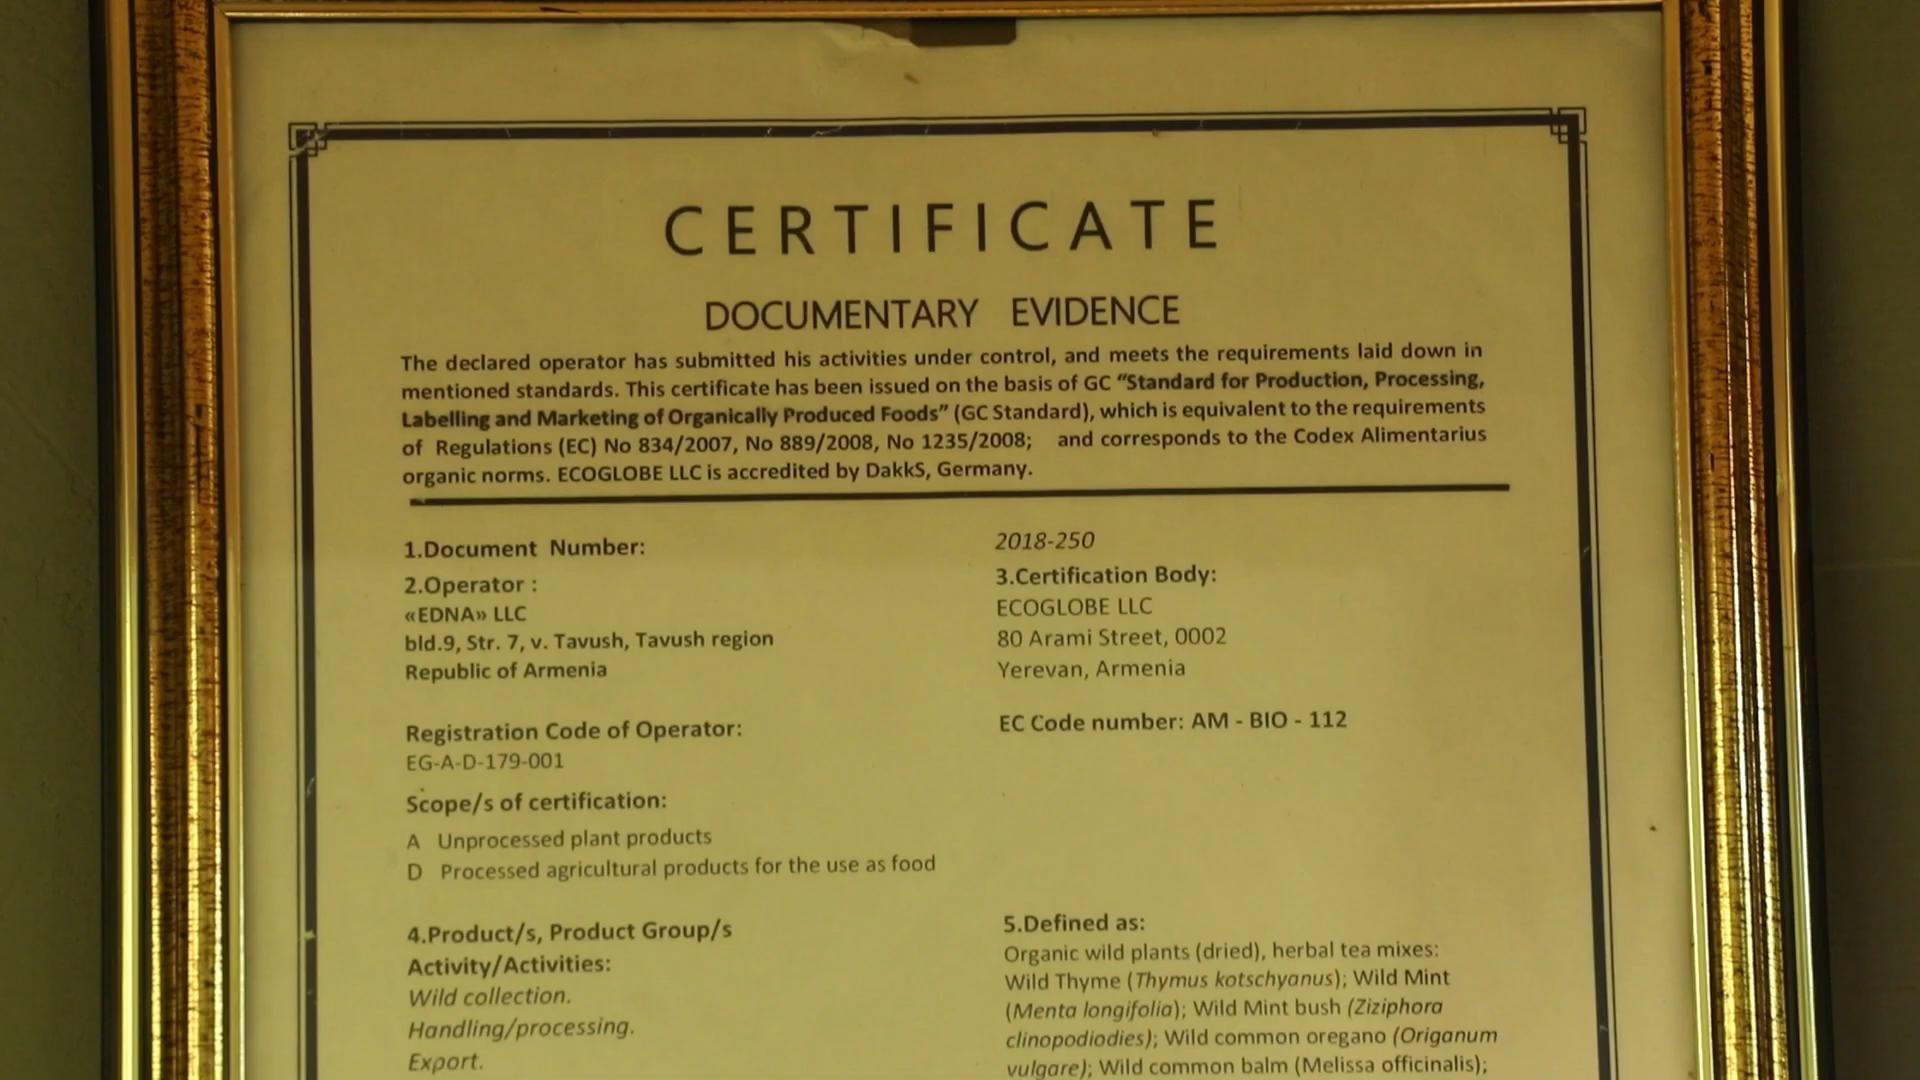 CERTIFICATE
DOCUMENTARY EVIDENCE
The declared operator has submitted his activities under control, and meets the requirements laid down in
mentioned standards. This certificate has been issued on the basis of GC “Standard for Production, Processing,
Labelling and Marketing of Organically Produced Foods” (GC Standard), which is equivalent to the requirements
of Regulations (EC) No 834/2007, No 889/2008, No 1235/2008; and corresponds to the Codex Alimentarius
organic norms. ECOGLOBE LLC is accredited by DakkS, Germany.
1.Document Number:
2018-250
2.Operator :
«EDNA» LLC
bld.9, Str. 7, v. Tavush, Tavush region
Republic of Armenia
3.Certification Body:
ECOGLOBE LLC
80 Arami Street, 0002
Yerevan, Armenia
Registration Code of Operator:
EG-A-D-179-001
EC Code number: AM - BIO - 112
Scope/s of certification:
A Unprocessed plant products
D Processed agricultural products for the use as food
4.Product/s, Product Group/s
Activity/Activities:
Wild collection.
Handling/processing.
Export.
5.Defined as:
Organic wild plants (dried), herbal tea mixes:
Wild Thyme (Thymus kotschyanus); Wild Mint
(Menta longifolia); Wild Mint bush (Ziziphora
clinopodiodies); Wild common oregano (Origanum
vulgare); Wild common balm (Melissa officinalis);